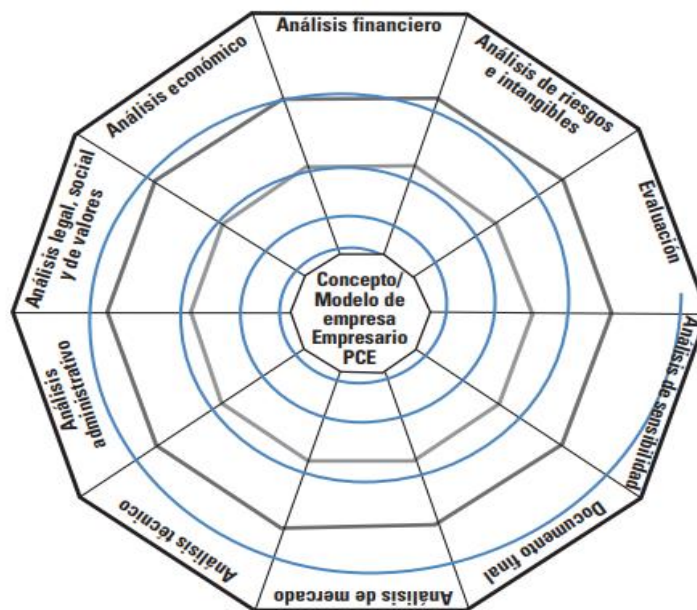 Análisis financiero
Análisis de riesgos
e intangibles
Evaluación
Análisis de sensibilidad
Documento final
Análisis de mercado
Análisis técnico
Análisis
administrativo
Análisis legal, social
y de valores
Análisis económico
Concepto/
Modelo de
empresa
Empresario
PCE